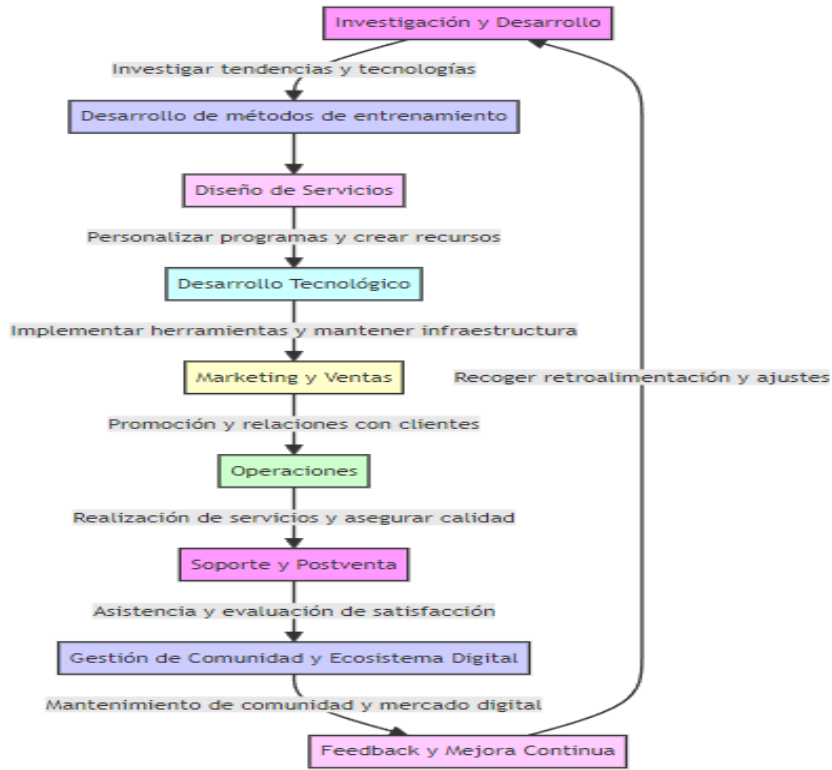 Investigación y Desarrollo
Investigar tendencias y tecnologías
Desarrollo de métodos de entrenamiento
Diseño de Servicios
Personalizar programas y crear recursos
Desarrollo Tecnológico
Implementar herramientas y mantener infraestructura
Marketing y Ventas
Recoger retroalimentación y ajustes
Promoción y relaciones con clientes
Operaciones
Realización de servicios y asegurar calidad
Soporte y Postventa
Asistencia y evaluación de satisfacción
Gestión de Comunidad y Ecosistema Digital
Mantenimiento de comunidad y mercado digital
Feedback y Mejora Continua